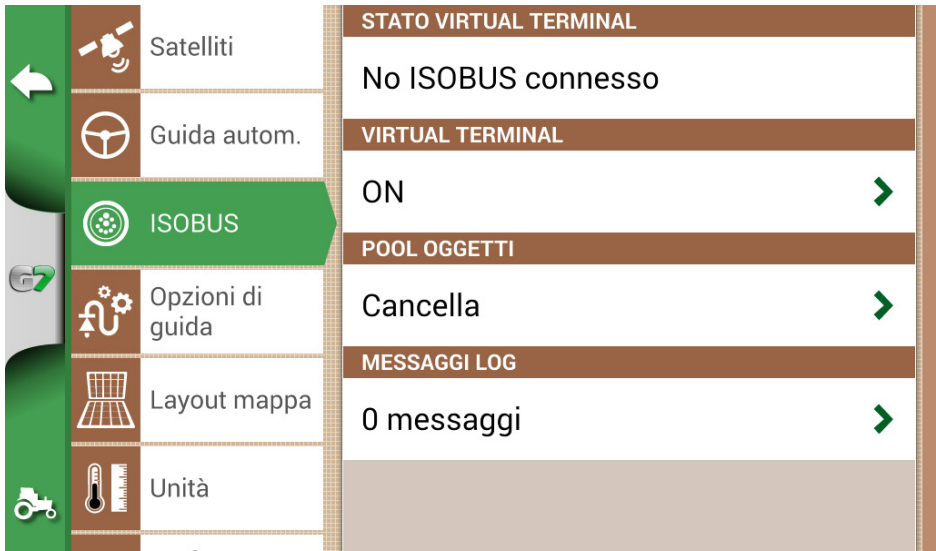 Satelliti
Guida autom.
ISOBUS
G7
Opzioni di
guida
Layout mappa
Unità
STATO VIRTUAL TERMINAL
No ISOBUS connesso
VIRTUAL TERMINAL
ON
POOL OGGETTI
Cancella
MESSAGGI LOG
0 messaggi